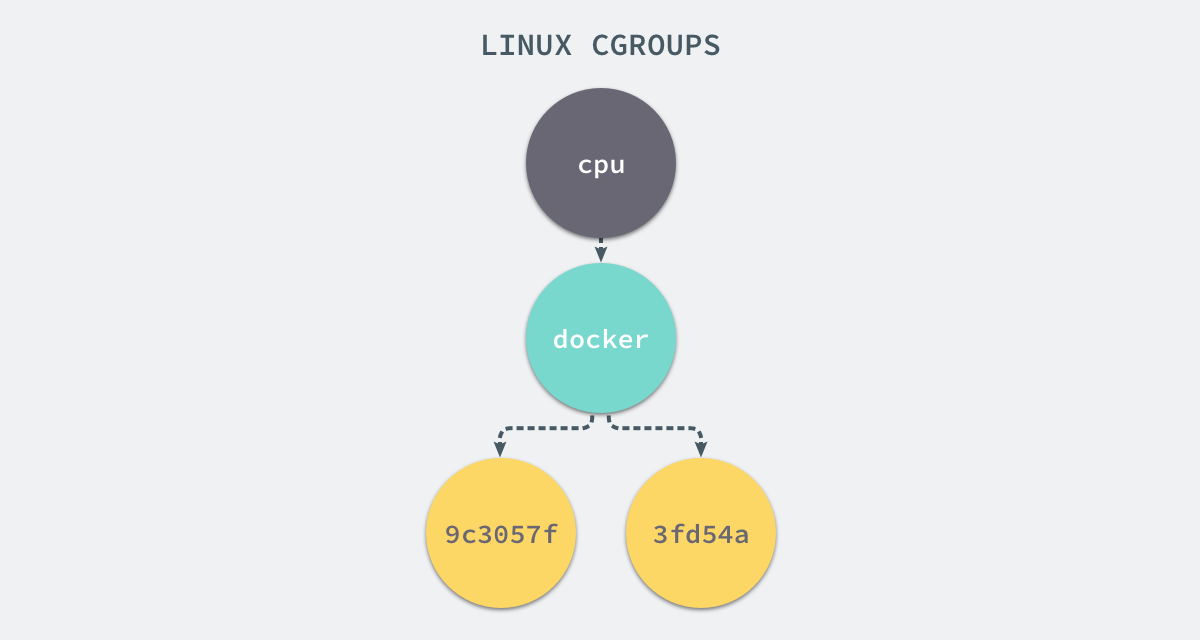 LINUX CGROUPS
cpu
docker
9c3057f
3fd54a